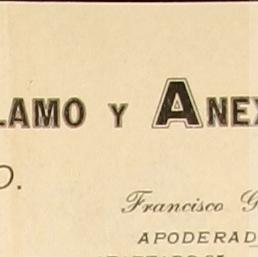 LAMO Y ANEX
O.
Francisco G
APODERAD